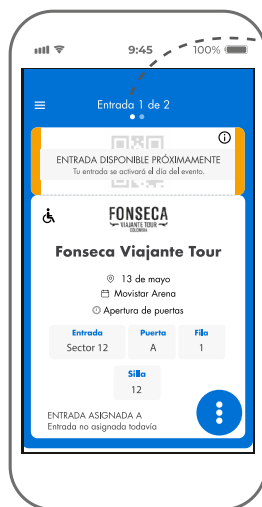 9:45
100%
Entrada 1 de 2
ENTRADA DISPONIBLE PRÓXIMAMENTE
Tu entrada se activará el día del evento.
FONSECA
VIAJANTE TOUR
COLOMBIA
Fonseca Viajante Tour
13 de mayo
Movistar Arena
Apertura de puertas
Entrada Puerta Fila
Sector 12 A 1
Silla
12
ENTRADA ASIGNADA A
Entrada no asignada todavía